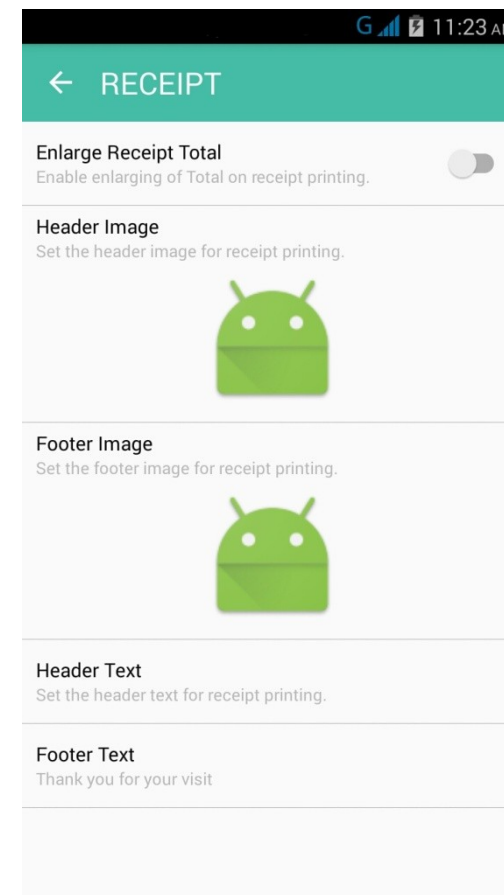 G 11:23 AM
RECEIPT
Enlarge Receipt Total
Enable enlarging of Total on receipt printing.
Header Image
Set the header image for receipt printing.
Footer Image
Set the footer image for receipt printing.
Header Text
Set the header text for receipt printing.
Footer Text
Thank you for your visit